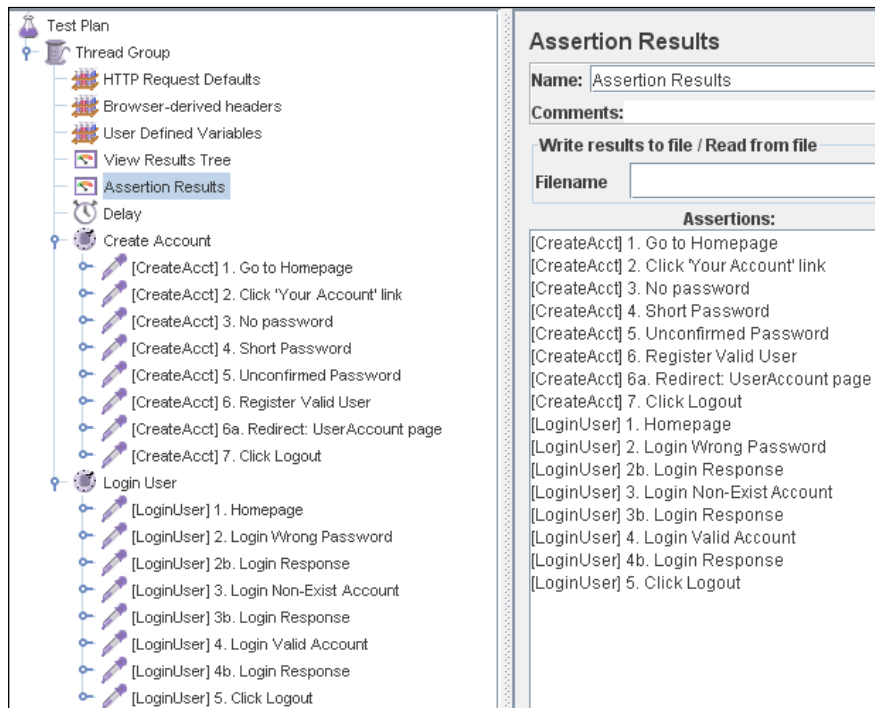 Test Plan
Thread Group
HTTP Request Defaults
Browser-derived headers
User Defined Variables
View Results Tree
Assertion Results
Delay
Create Account
[CreateAcct] 1. Go to Homepage
[CreateAcct] 2. Click 'Your Account' link
[CreateAcct] 3. No password
[CreateAcct] 4. Short Password
[CreateAcct] 5. Unconfirmed Password
[CreateAcct] 6. Register Valid User
[CreateAcct] 6a. Redirect: UserAccount page
[CreateAcct] 7. Click Logout
Login User
[LoginUser] 1. Homepage
[LoginUser] 2. Login Wrong Password
[LoginUser] 2b. Login Response
[LoginUser] 3. Login Non-Exist Account
[LoginUser] 3b. Login Response
[LoginUser] 4. Login Valid Account
[LoginUser] 4b. Login Response
[LoginUser] 5. Click Logout
Assertion Results
Name: Assertion Results
Comments:
Write results to file / Read from file
Filename
Assertions:
[CreateAcct] 1. Go to Homepage
[CreateAcct] 2. Click 'Your Account' link
[CreateAcct] 3. No password
[CreateAcct] 4. Short Password
[CreateAcct] 5. Unconfirmed Password
[CreateAcct] 6. Register Valid User
[CreateAcct] 6a. Redirect: UserAccount page
[CreateAcct] 7. Click Logout
[LoginUser] 1. Homepage
[LoginUser] 2. Login Wrong Password
[LoginUser] 2b. Login Response
[LoginUser] 3. Login Non-Exist Account
[LoginUser] 3b. Login Response
[LoginUser] 4. Login Valid Account
[LoginUser] 4b. Login Response
[LoginUser] 5. Click Logout